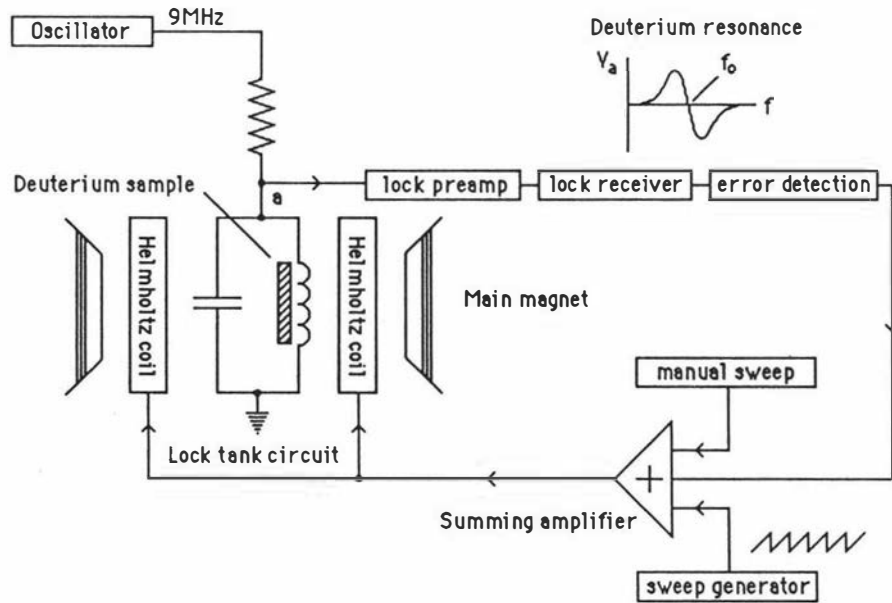 Oscillator
9MHz
Deuterium resonance
Va
fo
f
Deuterium sample
a
lock preamp
lock receiver
error detection
Helmholtz coil
Helmholtz coil
Main magnet
manual sweep
Lock tank circuit
+
Summing amplifier
sweep generator